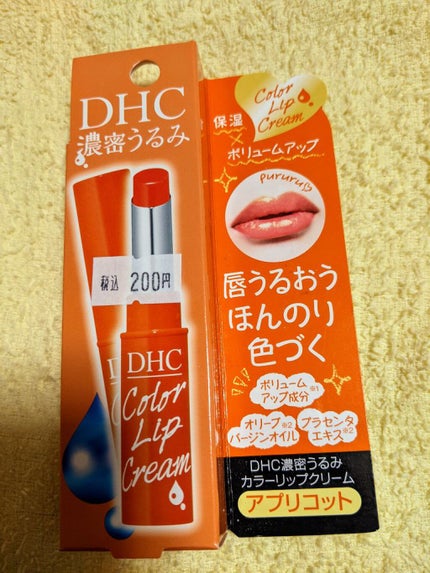 DHC
濃密うるみ
税込 200円
DHC
Color
Lip
Cream
Color
Lip
Cream
保湿
×
ボリュームアップ
pururun
唇うるおう
ほんのり
色づく
ボリューム
アップ成分※1
オリーブ※2
バージンオイル
プラセンタ
エキス※2
DHC濃密うるみ
カラーリップクリーム
アプリコット